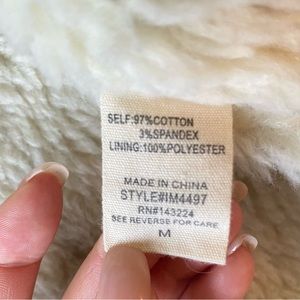 SELF:97%COTTON
3%SPANDEX
LINING:100%POLYESTER
MADE IN CHINA
STYLE#IM4497
RN#143224
SEE REVERSE FOR CARE
M